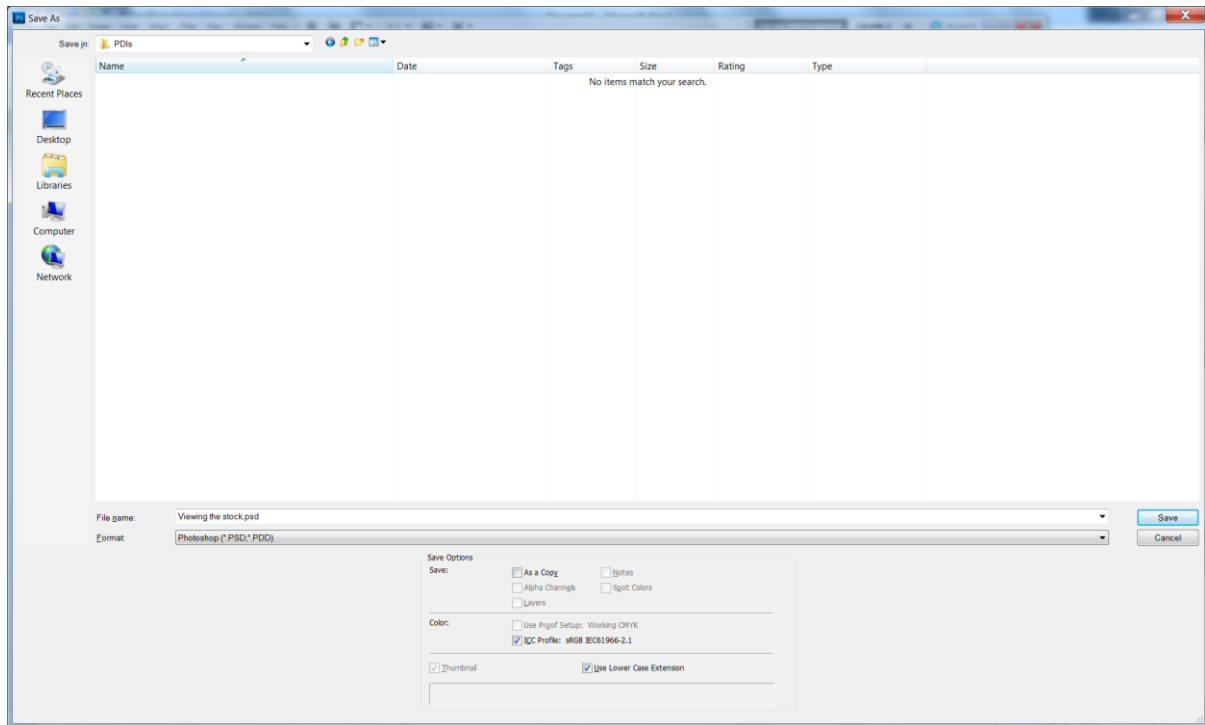 Save As
Save in: PDIs
Name Date Tags Size Rating Type
No items match your search.
Recent Places
Desktop
Libraries
Computer
Network
File name: Viewing the stock.psd
Save
Format: Photoshop (*.PSD;*.PDD)
Cancel
Save Options
Save: As a Copy Notes
Alpha Channels Spot Colors
Layers
Color: Use Proof Setup: Working CMYK
ICC Profile: sRGB IEC61966-2.1
Thumbnail Use Lower Case Extension